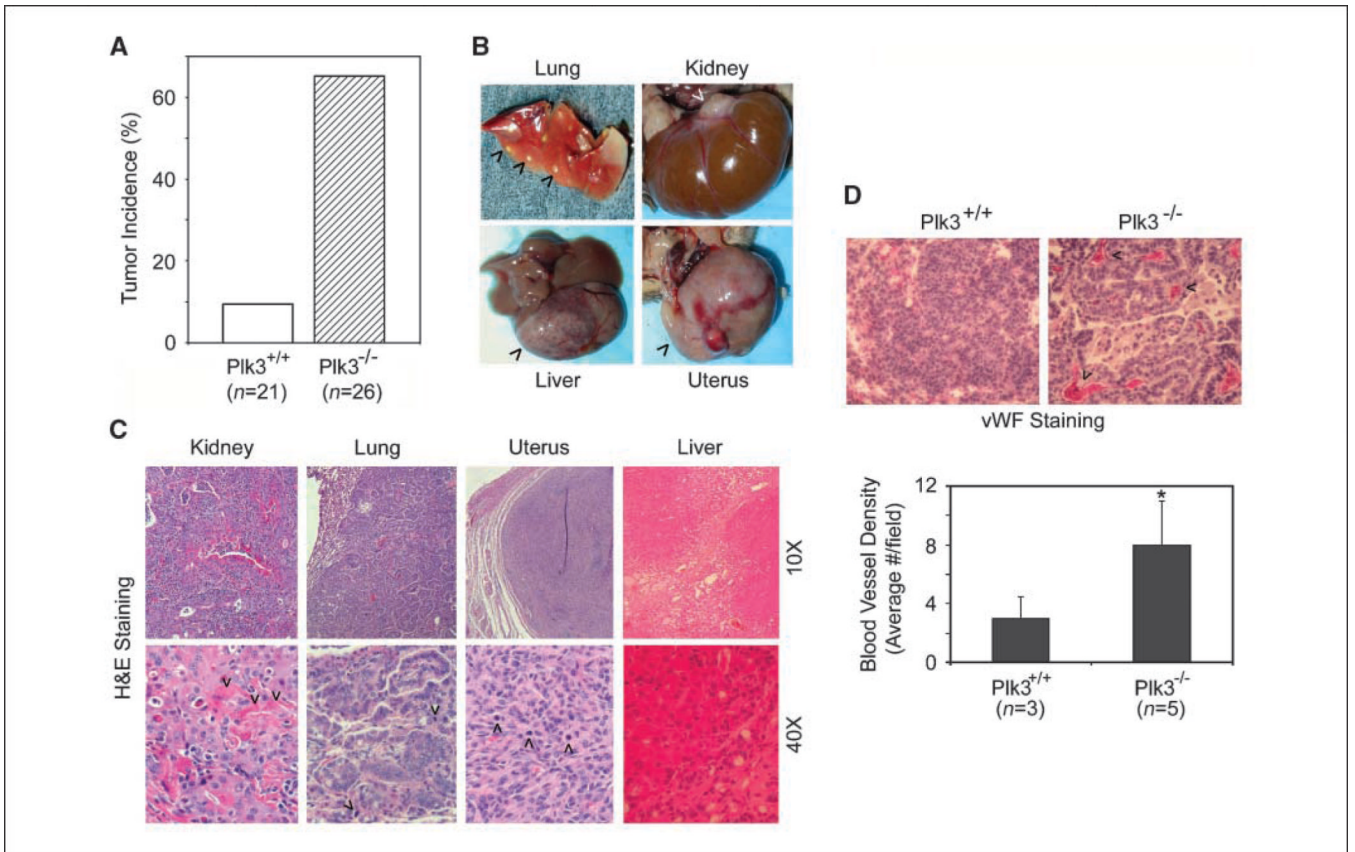 A
Tumor Incidence (%)
60
40
20
0
Plk3+/+
(n=21)
Plk3-/-
(n=26)
B
Lung
Kidney
Liver
Uterus
C
Kidney
Lung
Uterus
Liver
H&E Staining
10X
40X
D
Plk3+/+
Plk3-/-
vWF Staining
Blood Vessel Density
(Average #/field)
12
8
4
0
*
Plk3+/+
(n=3)
Plk3-/-
(n=5)